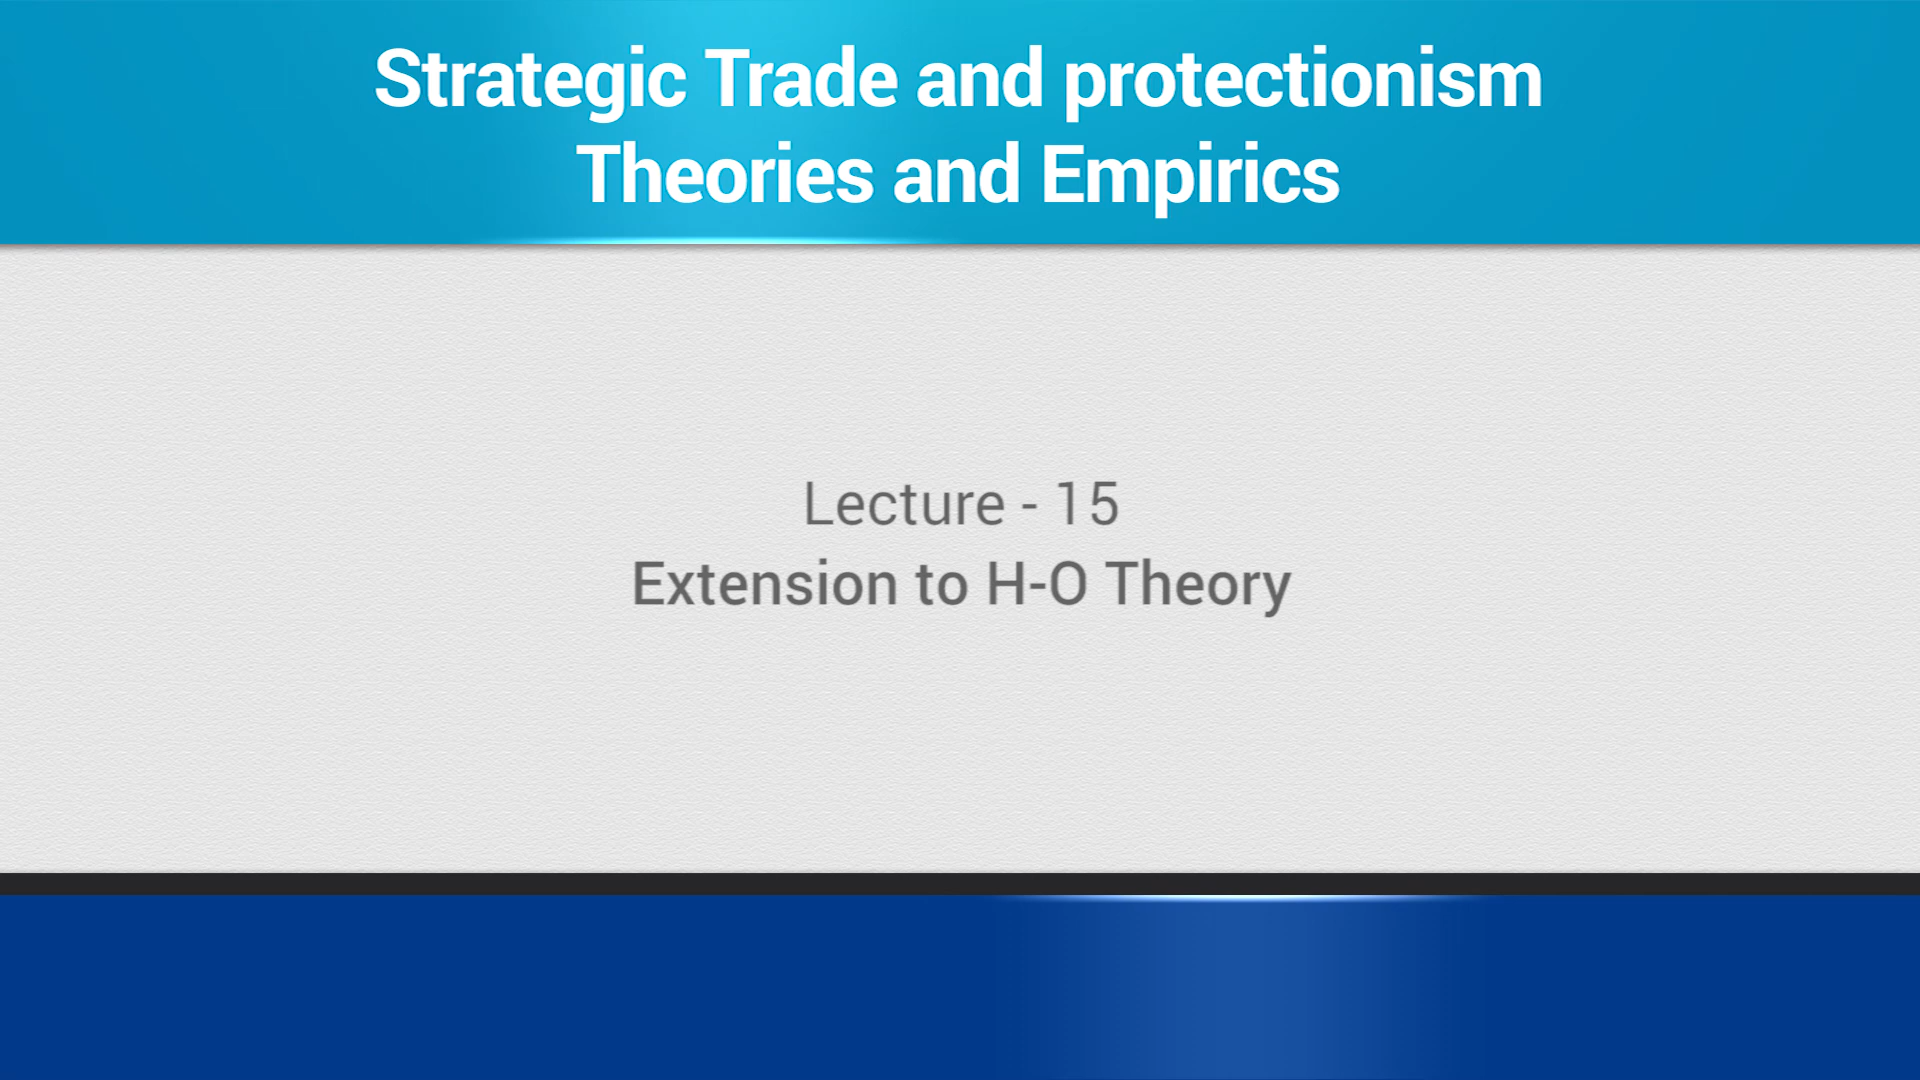 Strategic Trade and protectionism
Theories and Empirics
Lecture - 15
Extension to H-O Theory